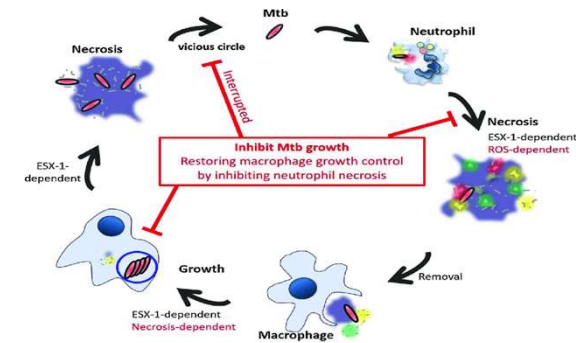 Mtb
Neutrophil
Necrosis
vicious circle
Interrupted
Necrosis
ESX-1-dependent
ROS-dependent
Inhibit Mtb growth
Restoring macrophage growth control
by inhibiting neutrophil necrosis
ESX-1-
dependent
Removal
Growth
ESX-1-dependent
Necrosis-dependent
Macrophage